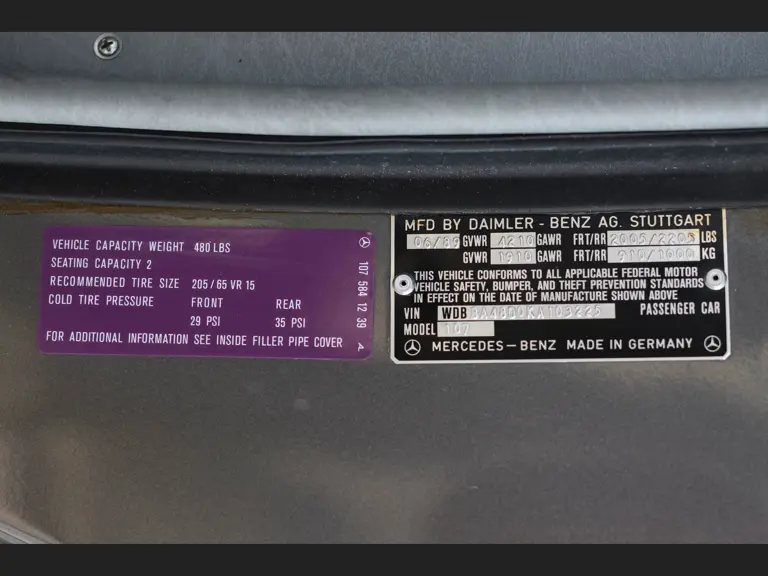 VEHICLE CAPACITY WEIGHT 480 LBS
SEATING CAPACITY 2
RECOMMENDED TIRE SIZE 205/65 VR 15
COLD TIRE PRESSURE FRONT REAR
29 PSI 35 PSI
FOR ADDITIONAL INFORMATION SEE INSIDE FILLER PIPE COVER
107 584 12 39 A
MFD BY DAIMLER - BENZ AG. STUTTGART
06/89 GVWR 4210 GAWR FRT/RR 2005/2205 LBS
GVWR 1910 GAWR FRT/RR 910/1000 KG
THIS VEHICLE CONFORMS TO ALL APPLICABLE FEDERAL MOTOR
VEHICLE SAFETY, BUMPER, AND THEFT PREVENTION STANDARDS
IN EFFECT ON THE DATE OF MANUFACTURE SHOWN ABOVE
VIN WDB PASSENGER CAR
MODEL 107
MERCEDES-BENZ MADE IN GERMANY